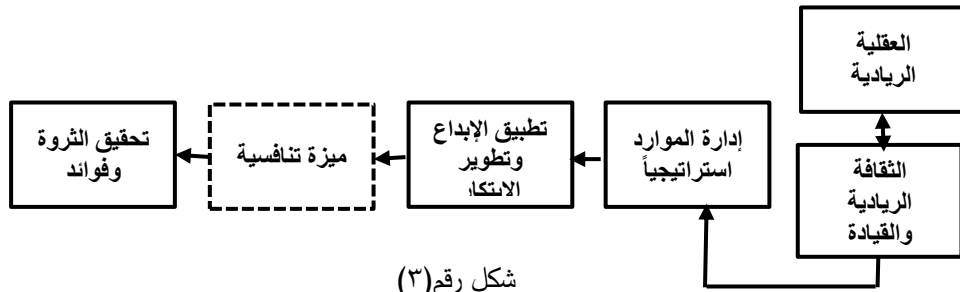 العقلية
الريادية
الثقافة
الريادية
والقيادة
إدارة الموارد
استراتيجياً
تطبيق الإبداع
وتطوير
ميزة تنافسية
تحقيق الثروة
وفوائد
شكل رقم(٣)